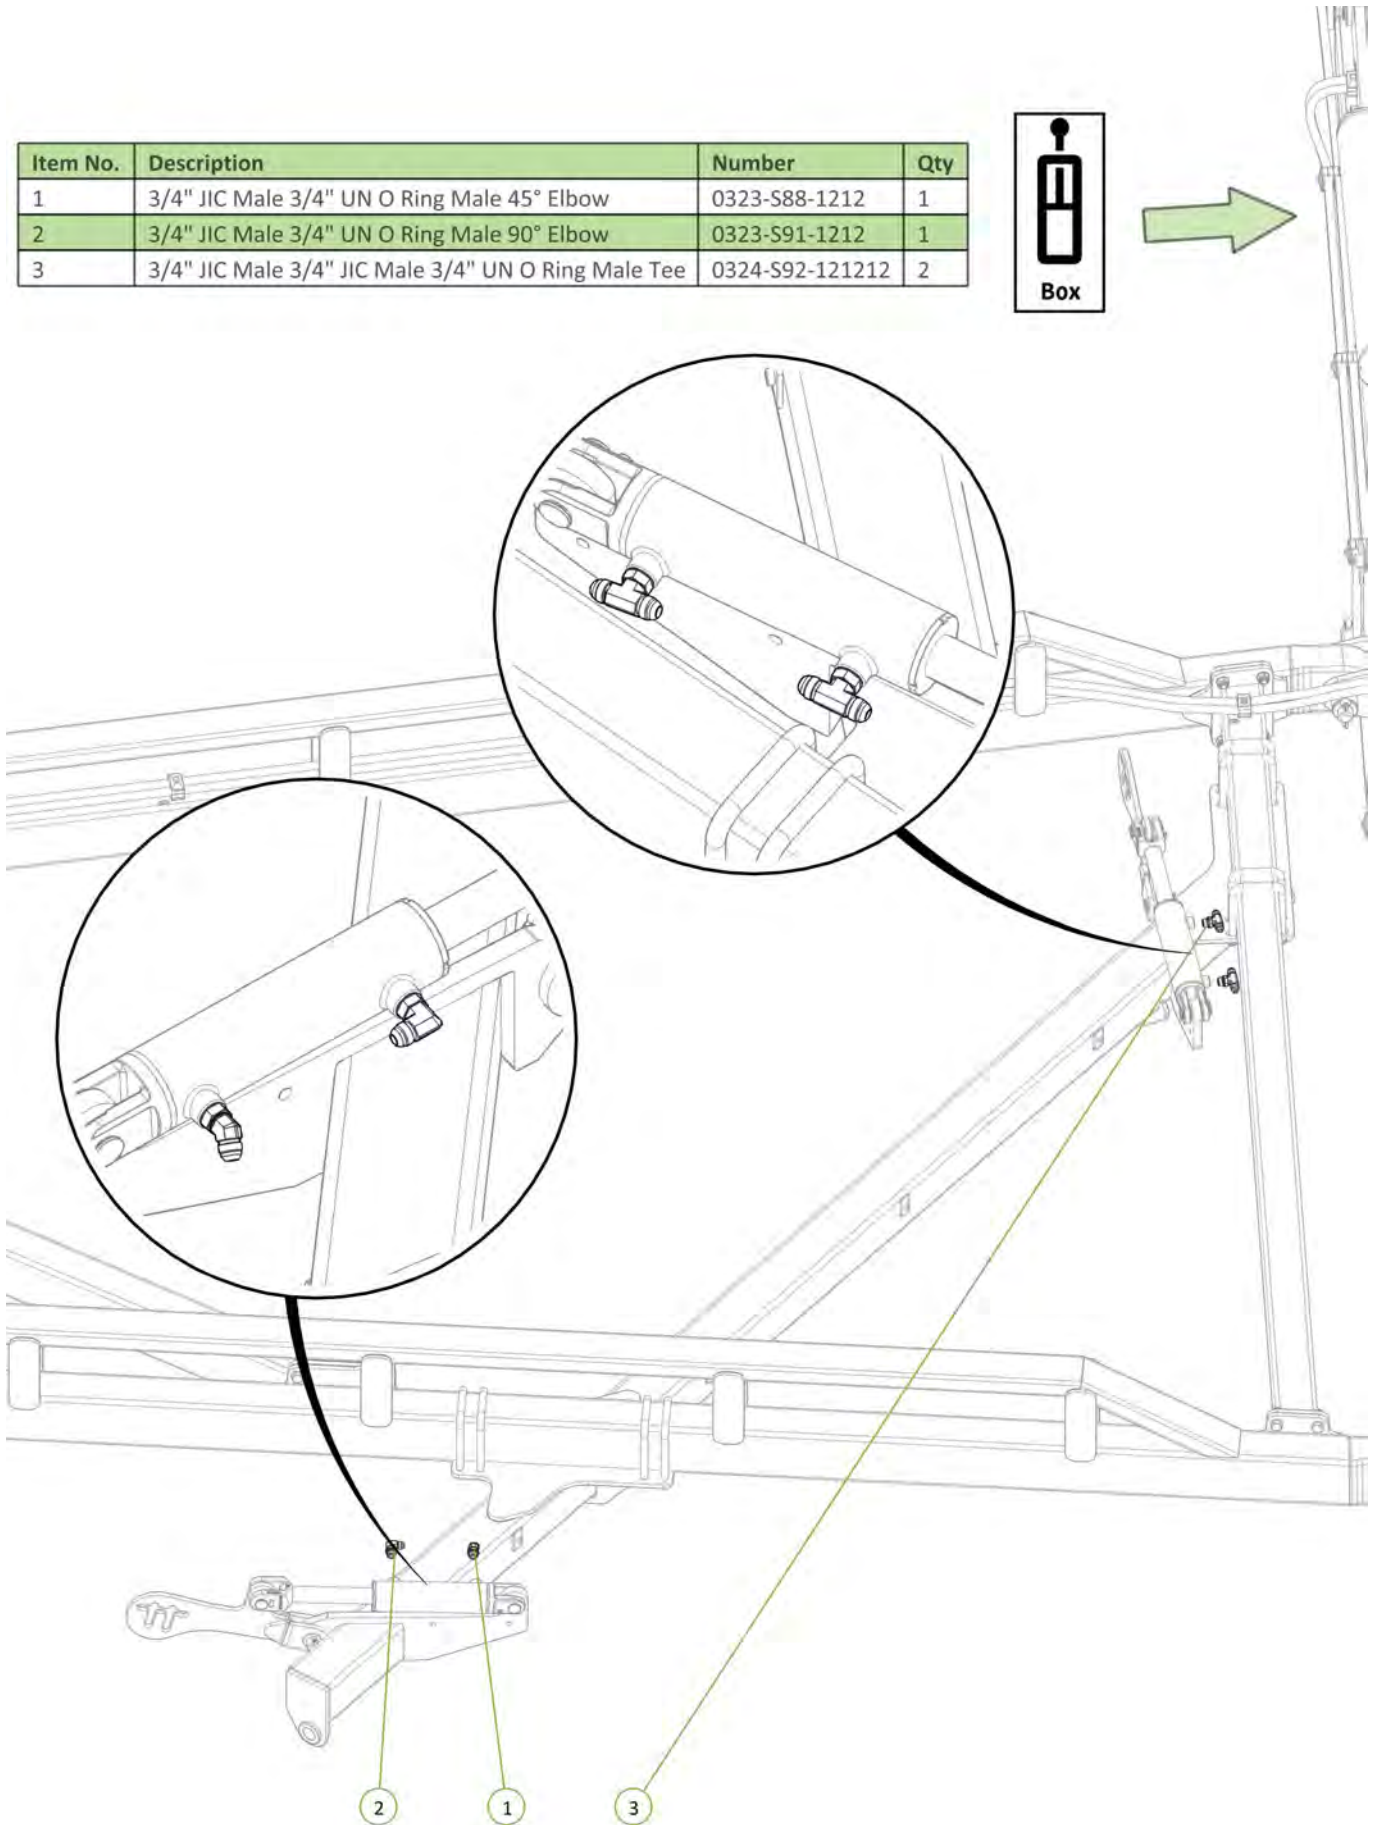 Item No. Description Number Qty
1 3/4" JIC Male 3/4" UN O Ring Male 45° Elbow 0323-S88-1212 1
2 3/4" JIC Male 3/4" UN O Ring Male 90° Elbow 0323-S91-1212 1
3 3/4" JIC Male 3/4" JIC Male 3/4" UN O Ring Male Tee 0324-S92-121212 2
Box
2 1 3